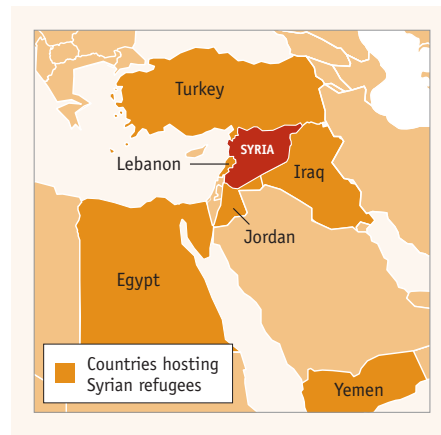 Turkey
SYRIA
Lebanon
Iraq
Jordan
Egypt
Countries hosting
Syrian refugees
Yemen